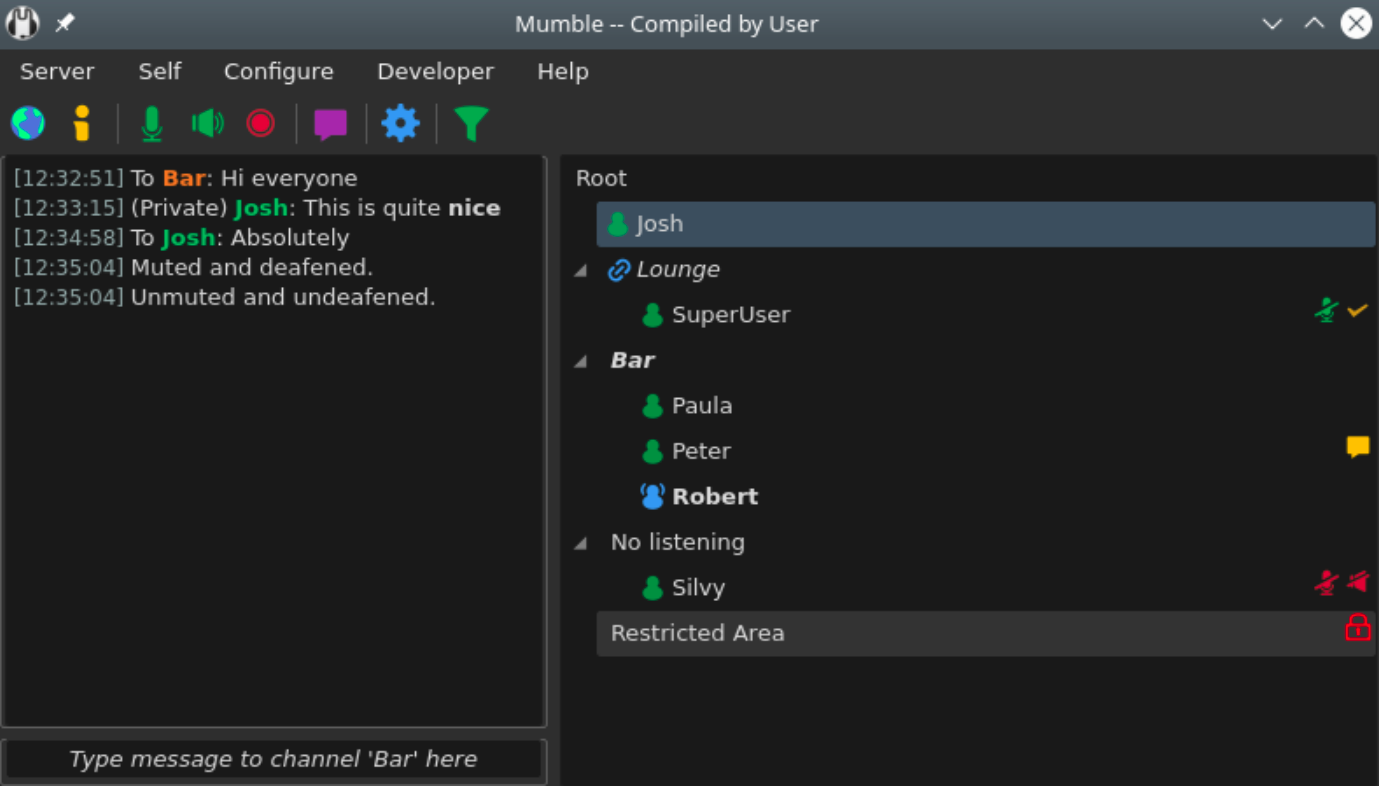 Mumble -- Compiled by User
Server Self Configure Developer Help
[12:32:51] To Bar: Hi everyone
[12:33:15] (Private) Josh: This is quite nice
[12:34:58] To Josh: Absolutely
[12:35:04] Muted and deafened.
[12:35:04] Unmuted and undeafened.
Type message to channel 'Bar' here
Root
Josh
Lounge
SuperUser
Bar
Paula
Peter
Robert
No listening
Silvy
Restricted Area